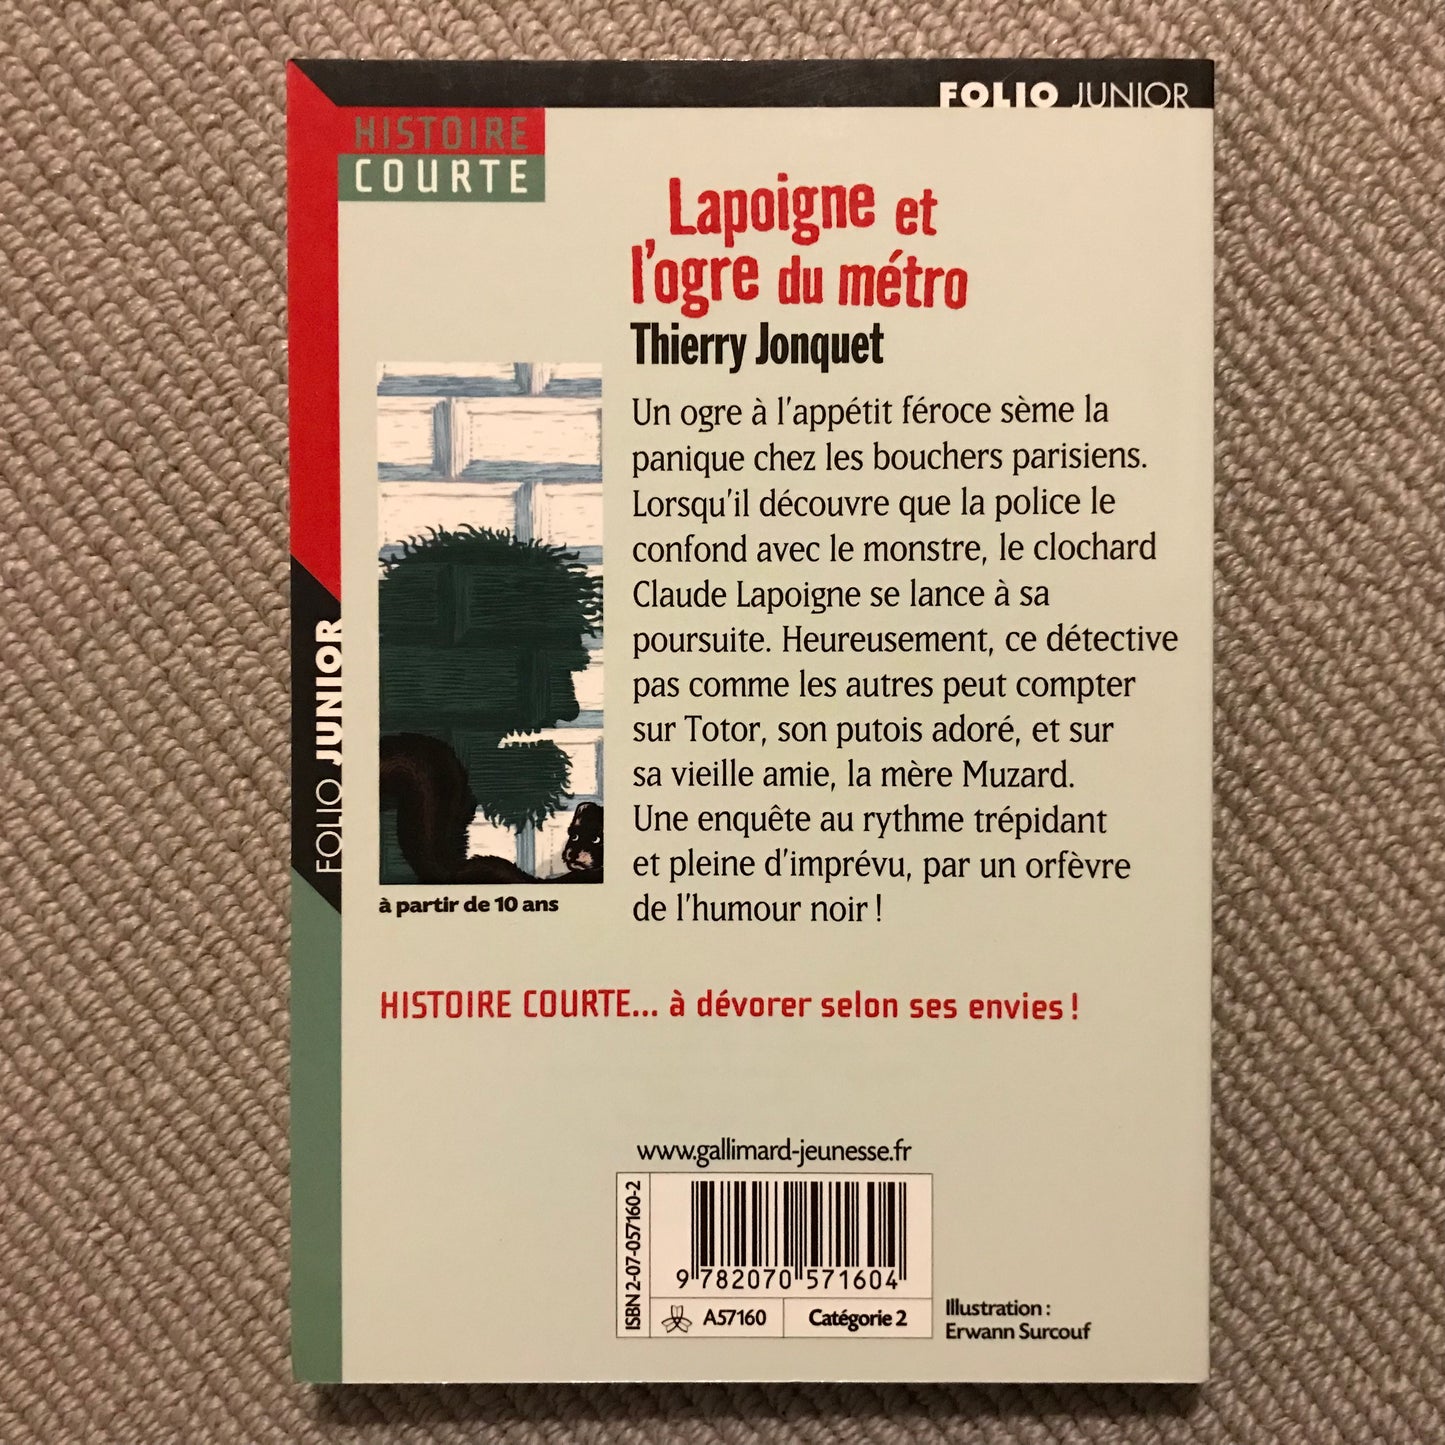 FOLIO JUNIOR
HISTOIRE
COURTE
Lapoigne et
l'ogre du métro
Thierry Jonquet
Un ogre à l'appétit féroce sème la
panique chez les bouchers parisiens.
Lorsqu'il découvre que la police le
confond avec le monstre, le clochard
Claude Lapoigne se lance à sa
poursuite. Heureusement, ce détective
pas comme les autres peut compter
sur Totor, son putois adoré, et sur
sa vieille amie, la mère Muzard.
Une enquête au rythme trépidant
et pleine d'imprévu, par un orfèvre
de l'humour noir !
à partir de 10 ans
FOLIO JUNIOR
HISTOIRE COURTE... à dévorer selon ses envies !
www.gallimard-jeunesse.fr
ISBN 2-07-057160-2
9 782070 571604
A57160
Catégorie 2
Illustration :
Erwann Surcouf